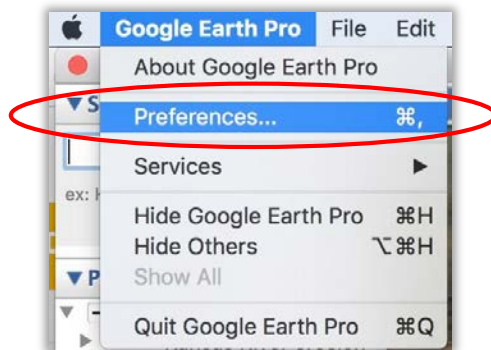 Google Earth Pro File Edit
About Google Earth Pro
Preferences... ⌘,
Services ▶
ex:
Hide Google Earth Pro ⌘H
Hide Others ⌥⌘H
Show All
Quit Google Earth Pro ⌘Q